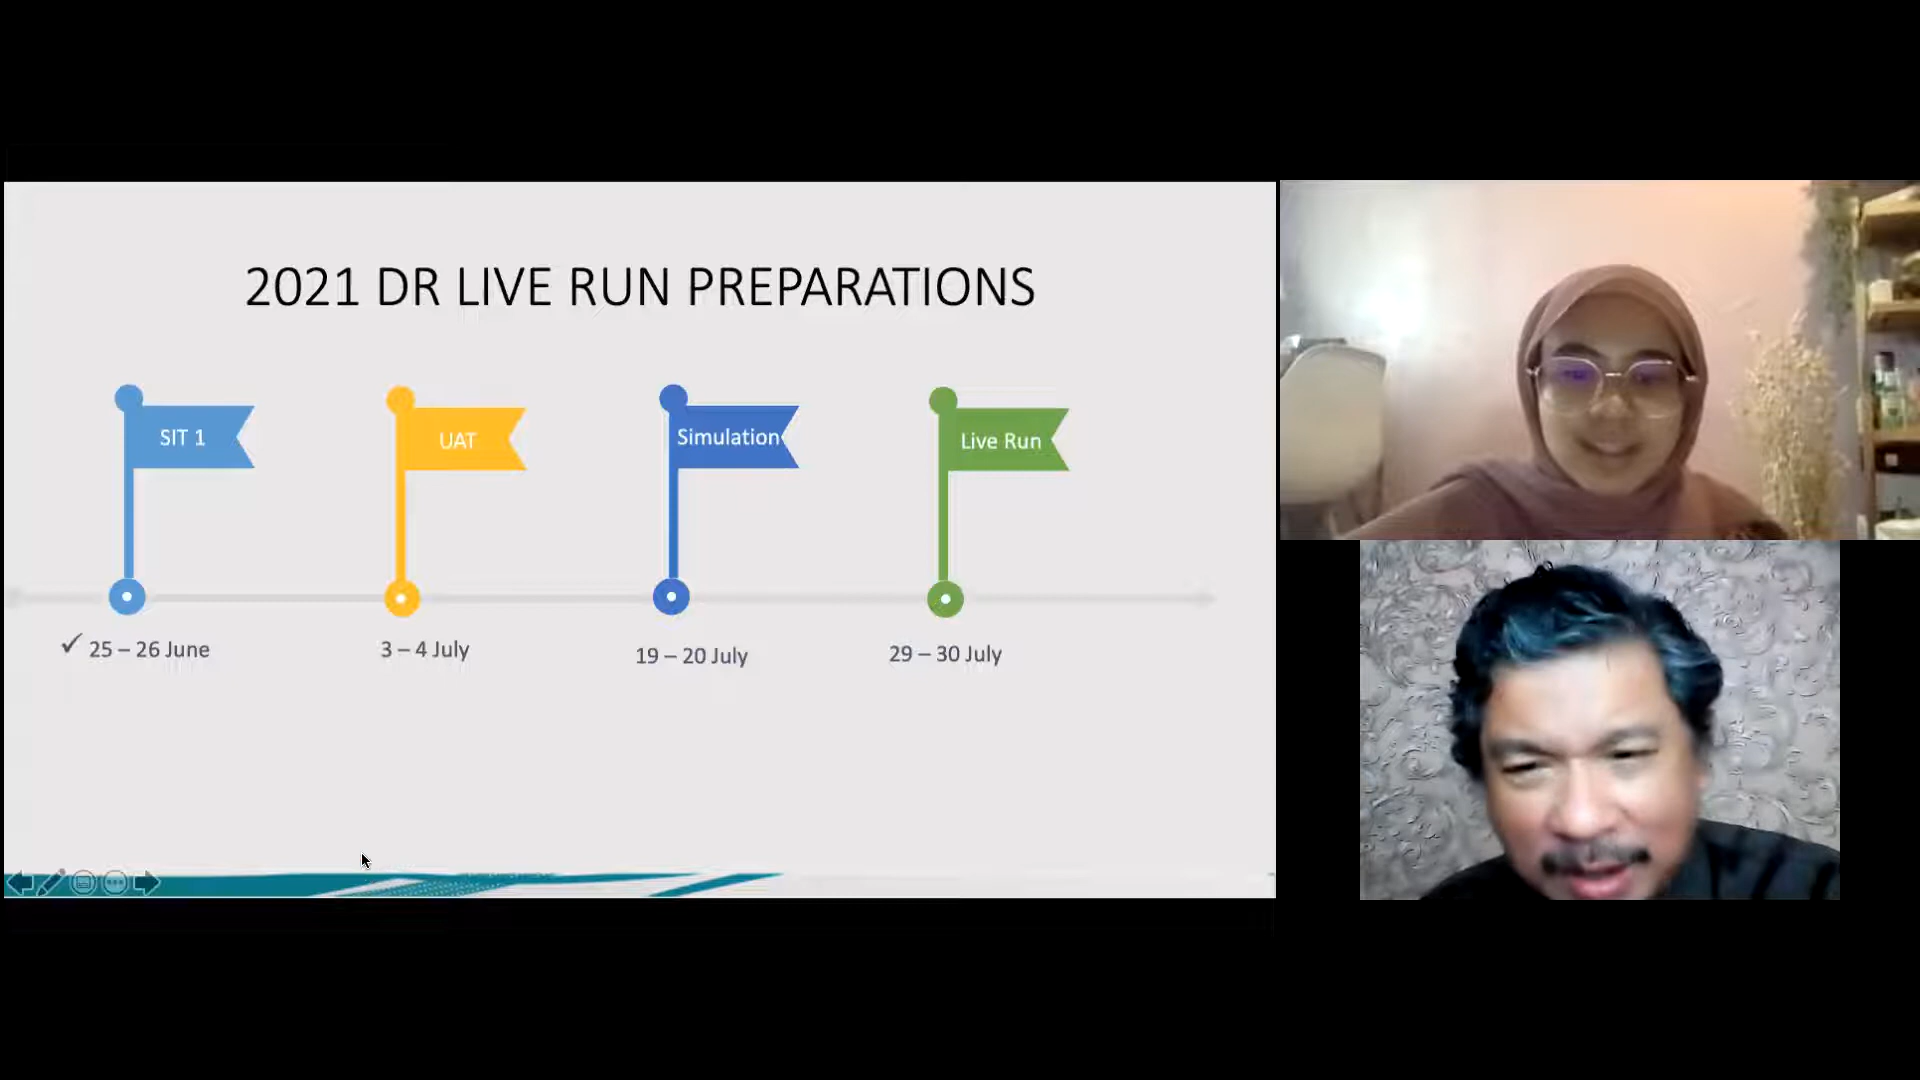 2021 DR LIVE RUN PREPARATIONS
SIT 1
UAT
Simulation
Live Run
✓ 25 – 26 June
3 – 4 July
19 – 20 July
29 – 30 July